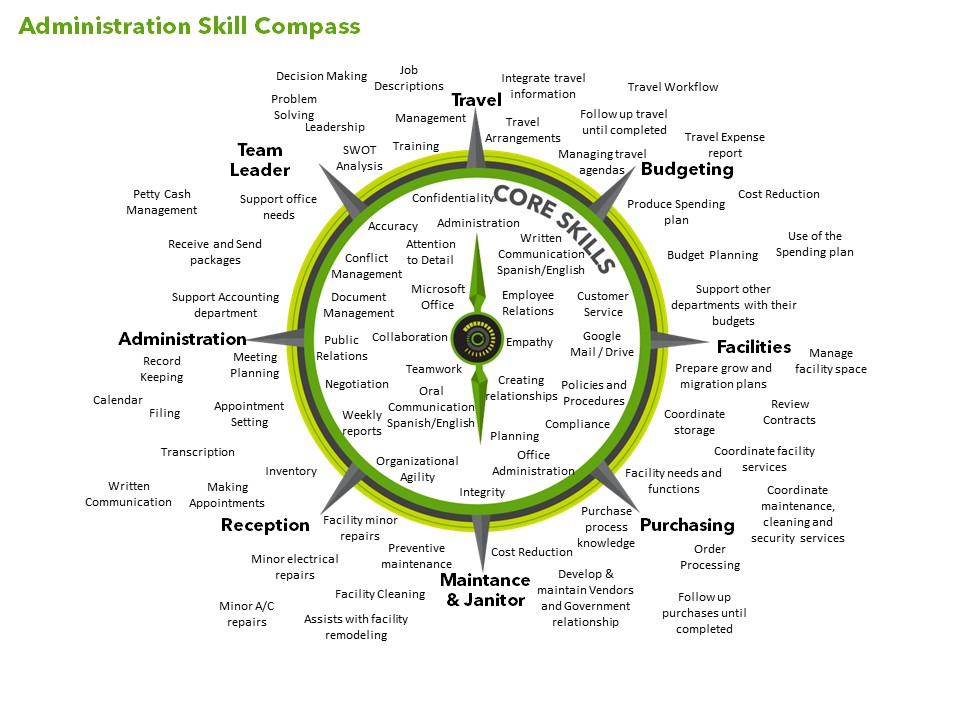 Administration Skill Compass
Decision Making
Job
Descriptions
Problem
Solving
Leadership
Management
SWOT
Analysis
Training
Team
Leader
Travel
Integrate travel
information
Travel Workflow
Travel
Arrangements
Follow up travel
until completed
Travel Expense
report
Managing travel
agendas
Budgeting
Produce Spending
plan
Cost Reduction
Budget Planning
Use of the
Spending plan
Support other
departments with their
budgets
Petty Cash
Management
Support office
needs
Receive and Send
packages
Support Accounting
department
Administration
CORE SKILLS
Confidentiality
Accuracy
Administration
Attention
to Detail
Written
Communication
Spanish/English
Conflict
Management
Microsoft
Office
Document
Management
Employee
Relations
Customer
Service
Public
Relations
Collaboration
Empathy
Google
Mail / Drive
Teamwork
Negotiation
Oral
Communication
Spanish/English
Creating
relationships
Policies and
Procedures
Weekly
reports
Compliance
Planning
Organizational
Agility
Office
Administration
Integrity
Facilities
Prepare grow and
migration plans
Manage
facility space
Coordinate
storage
Review
Contracts
Coordinate facility
services
Facility needs and
functions
Coordinate
maintenance,
cleaning and
security services
Record
Keeping
Meeting
Planning
Calendar
Filing
Appointment
Setting
Transcription
Inventory
Written
Communication
Making
Appointments
Reception
Facility minor
repairs
Minor electrical
repairs
Preventive
maintenance
Facility Cleaning
Minor A/C
repairs
Assists with facility
remodeling
Maintance
& Janitor
Purchasing
Purchase
process
knowledge
Cost Reduction
Order
Processing
Develop &
maintain Vendors
and Government
relationship
Follow up
purchases until
completed